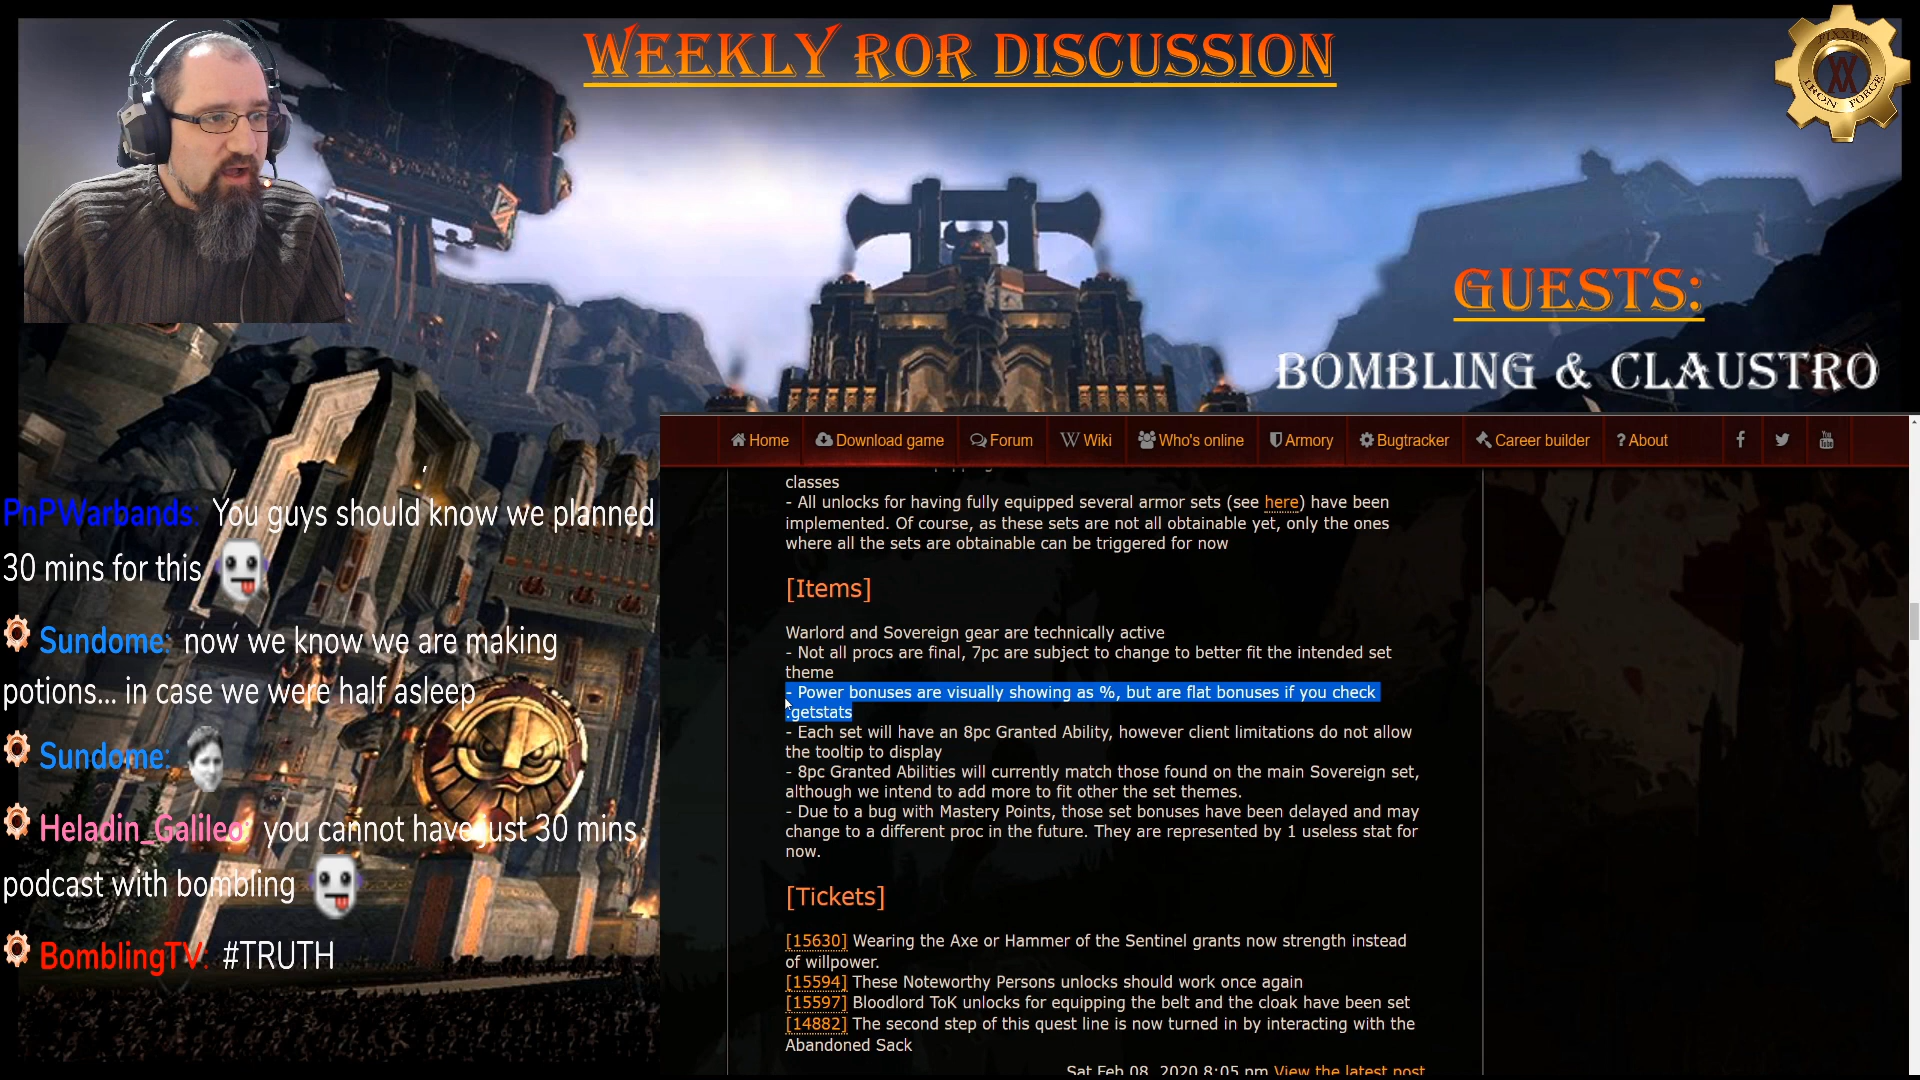 WEEKLY ROR DISCUSSION
FIXXER
IRON FORGE
GUESTS:
BOMBLING & CLAUSTRO
Home
Download game
Forum
Wiki
Who's online
Armory
Bugtracker
Career builder
? About
classes
- All unlocks for having fully equipped several armor sets (see here) have been
implemented. Of course, as these sets are not all obtainable yet, only the ones
where all the sets are obtainable can be triggered for now
[Items]
Warlord and Sovereign gear are technically active
- Not all procs are final, 7pc are subject to change to better fit the intended set
theme
- Power bonuses are visually showing as %, but are flat bonuses if you check
.getstats
- Each set will have an 8pc Granted Ability, however client limitations do not allow
the tooltip to display
- 8pc Granted Abilities will currently match those found on the main Sovereign set,
although we intend to add more to fit other the set themes.
- Due to a bug with Mastery Points, those set bonuses have been delayed and may
change to a different proc in the future. They are represented by 1 useless stat for
now.
[Tickets]
[15630] Wearing the Axe or Hammer of the Sentinel grants now strength instead
of willpower.
[15594] These Noteworthy Persons unlocks should work once again
[15597] Bloodlord ToK unlocks for equipping the belt and the cloak have been set
[14882] The second step of this quest line is now turned in by interacting with the
Abandoned Sack
Sat Feb 08, 2020 8:05 pm View the latest post
PnPWarbands: You guys should know we planned
30 mins for this
Sundome: now we know we are making
potions... in case we were half asleep
Sundome:
Heladin_Galileo: you cannot have just 30 mins
podcast with bombling
BomblingTV: #TRUTH